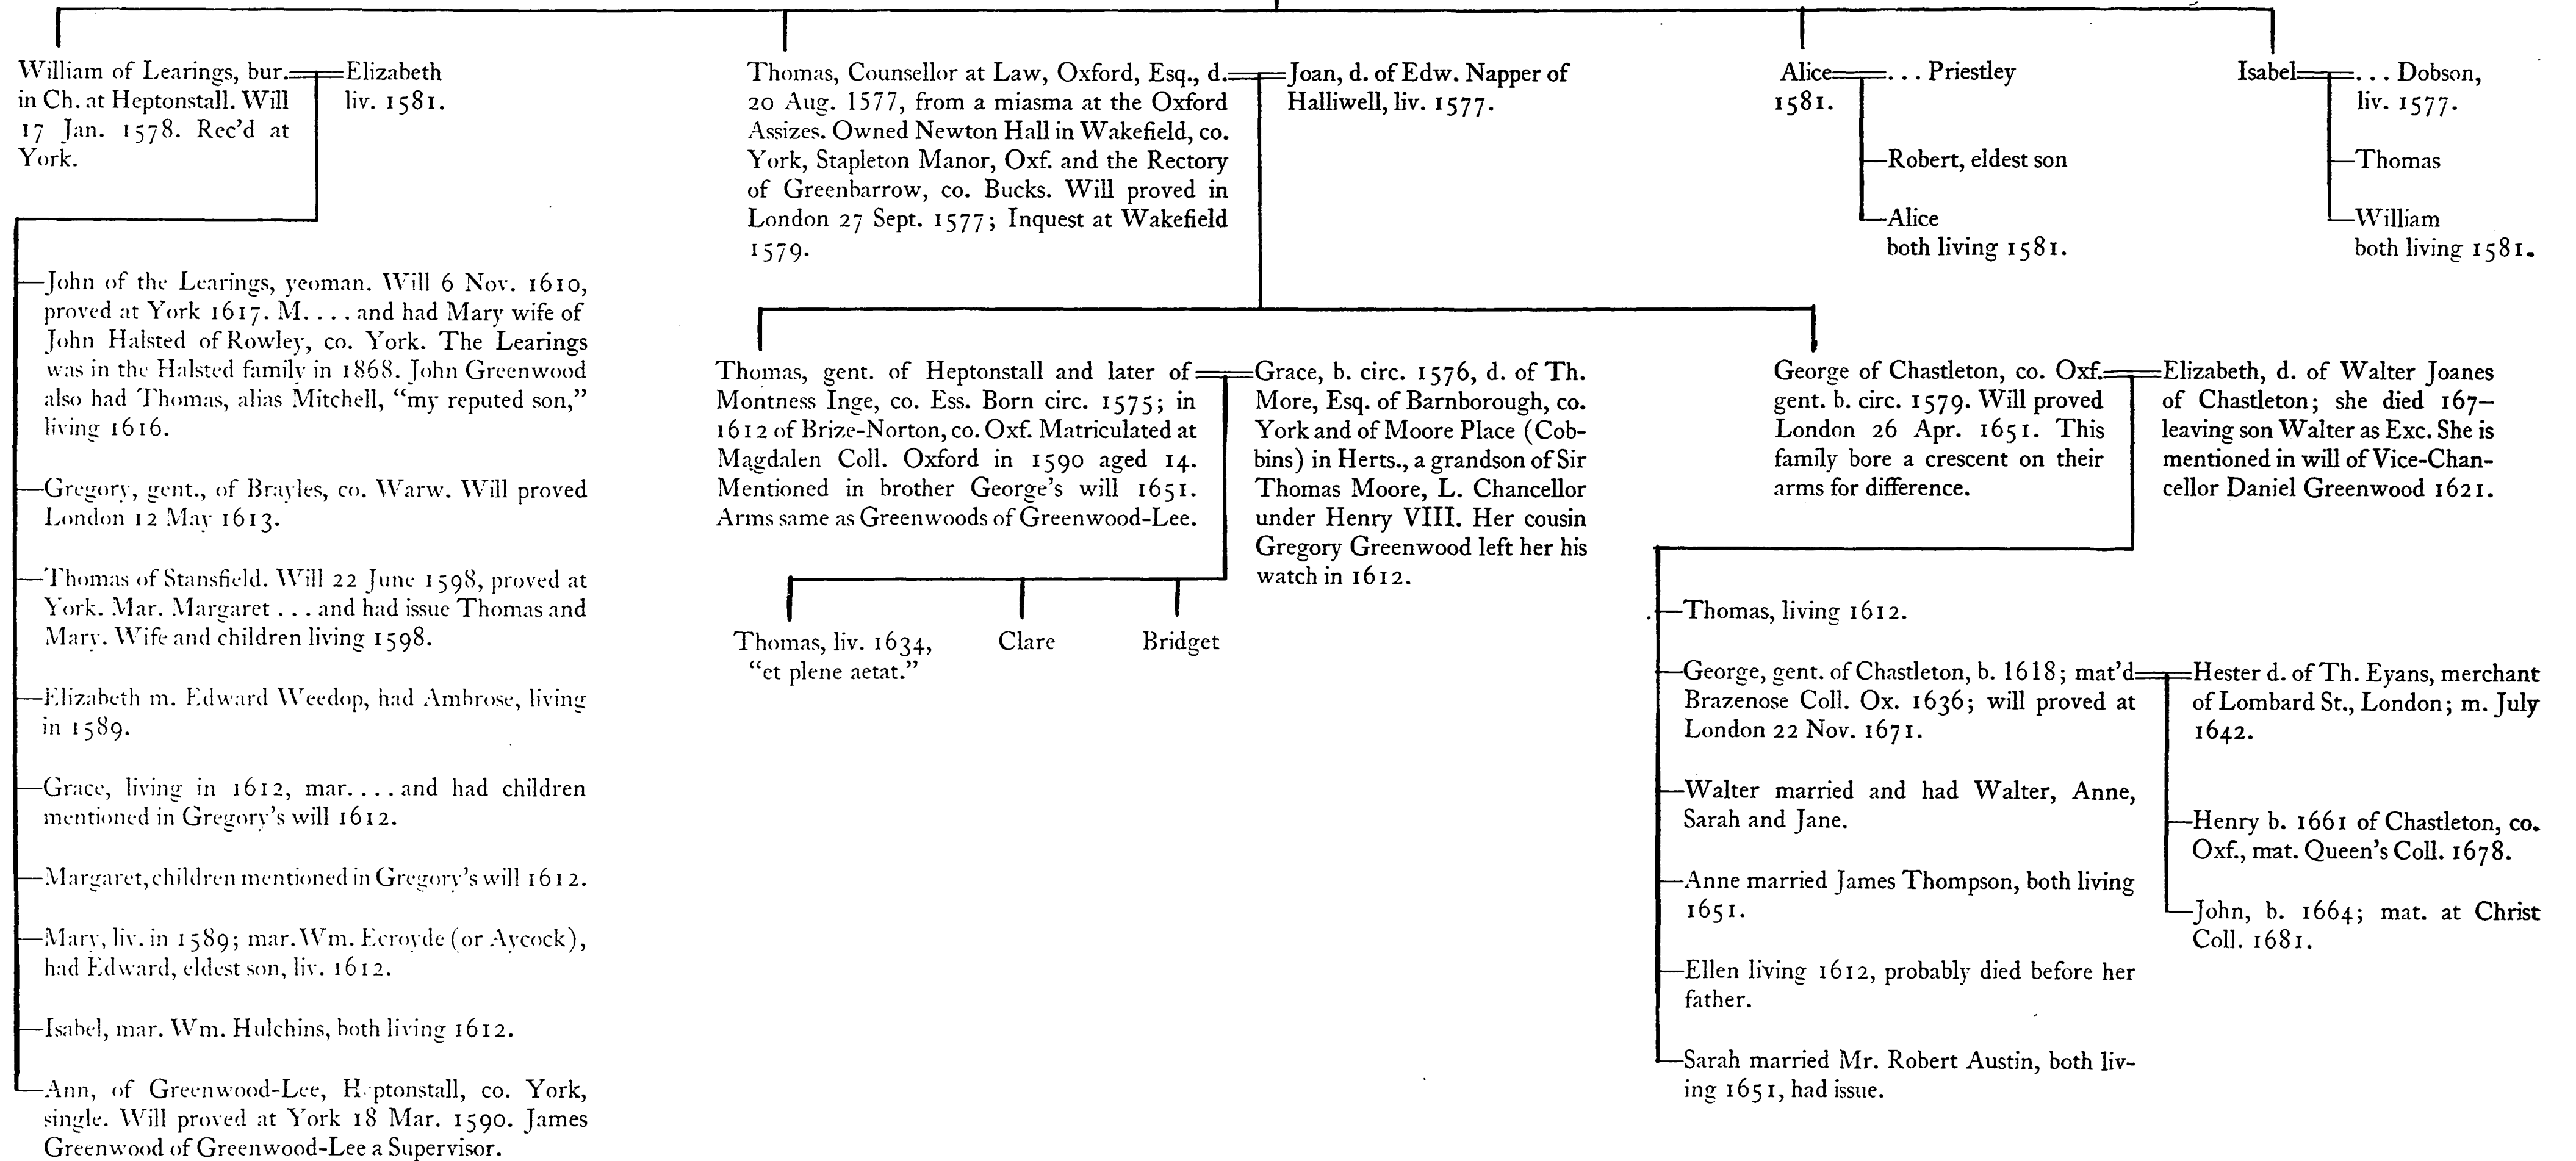 William of Learings, bur.
in Ch. at Heptonstall. Will
17 Jan. 1578. Rec'd at
York.
Elizabeth
liv. 1581.
John of the Learings, yeoman. Will 6 Nov. 1610,
proved at York 1617. M. . . . and had Mary wife of
John Halsted of Rowley, co. York. The Learings
was in the Halsted family in 1868. John Greenwood
also had Thomas, alias Mitchell, "my reputed son,"
living 1616.
Gregory, gent., of Brayles, co. Warw. Will proved
London 12 May 1613.
Thomas of Stansfield. Will 22 June 1598, proved at
York. Mar. Margaret . . . and had issue Thomas and
Mary. Wife and children living 1598.
Elizabeth m. Edward Weedop, had Ambrose, living
in 1589.
Grace, living in 1612, mar. . . . and had children
mentioned in Gregory's will 1612.
Margaret, children mentioned in Gregory's will 1612.
Mary, liv. in 1589; mar. Wm. Ecroyde (or Aycock),
had Edward, eldest son, liv. 1612.
Isabel, mar. Wm. Hulchins, both living 1612.
Ann, of Greenwood-Lee, H ptonstall, co. York,
single. Will proved at York 18 Mar. 1590. James
Greenwood of Greenwood-Lee a Supervisor.
Thomas, Counsellor at Law, Oxford, Esq., d.
20 Aug. 1577, from a miasma at the Oxford
Assizes. Owned Newton Hall in Wakefield, co.
York, Stapleton Manor, Oxf. and the Rectory
of Greenbarrow, co. Bucks. Will proved in
London 27 Sept. 1577; Inquest at Wakefield
1579.
Joan, d. of Edw. Napper of
Halliwell, liv. 1577.
Thomas, gent. of Heptonstall and later of
Montness Inge, co. Ess. Born circ. 1575; in
1612 of Brize-Norton, co. Oxf. Matriculated at
Magdalen Coll. Oxford in 1590 aged 14.
Mentioned in brother George's will 1651.
Arms same as Greenwoods of Greenwood-Lee.
Grace, b. circ. 1576, d. of Th.
More, Esq. of Barnborough, co.
York and of Moore Place (Cob-
bins) in Herts., a grandson of Sir
Thomas Moore, L. Chancellor
under Henry VIII. Her cousin
Gregory Greenwood left her his
watch in 1612.
Thomas, liv. 1634,
"et plene aetat."
Clare
Bridget
Alice
1581.
. . . Priestley
Robert, eldest son
Alice
both living 1581.
Isabel
. . . Dobson,
liv. 1577.
Thomas
William
both living 1581.
George of Chastleton, co. Oxf.
gent. b. circ. 1579. Will proved
London 26 Apr. 1651. This
family bore a crescent on their
arms for difference.
Elizabeth, d. of Walter Joanes
of Chastleton; she died 167—
leaving son Walter as Exc. She is
mentioned in will of Vice-Chan-
cellor Daniel Greenwood 1621.
Thomas, living 1612.
George, gent. of Chastleton, b. 1618; mat'd
Brazenose Coll. Ox. 1636; will proved at
London 22 Nov. 1671.
Walter married and had Walter, Anne,
Sarah and Jane.
Anne married James Thompson, both living
1651.
Ellen living 1612, probably died before her
father.
Sarah married Mr. Robert Austin, both liv-
ing 1651, had issue.
Hester d. of Th. Eyans, merchant
of Lombard St., London; m. July
1642.
Henry b. 1661 of Chastleton, co.
Oxf., mat. Queen's Coll. 1678.
John, b. 1664; mat. at Christ
Coll. 1681.